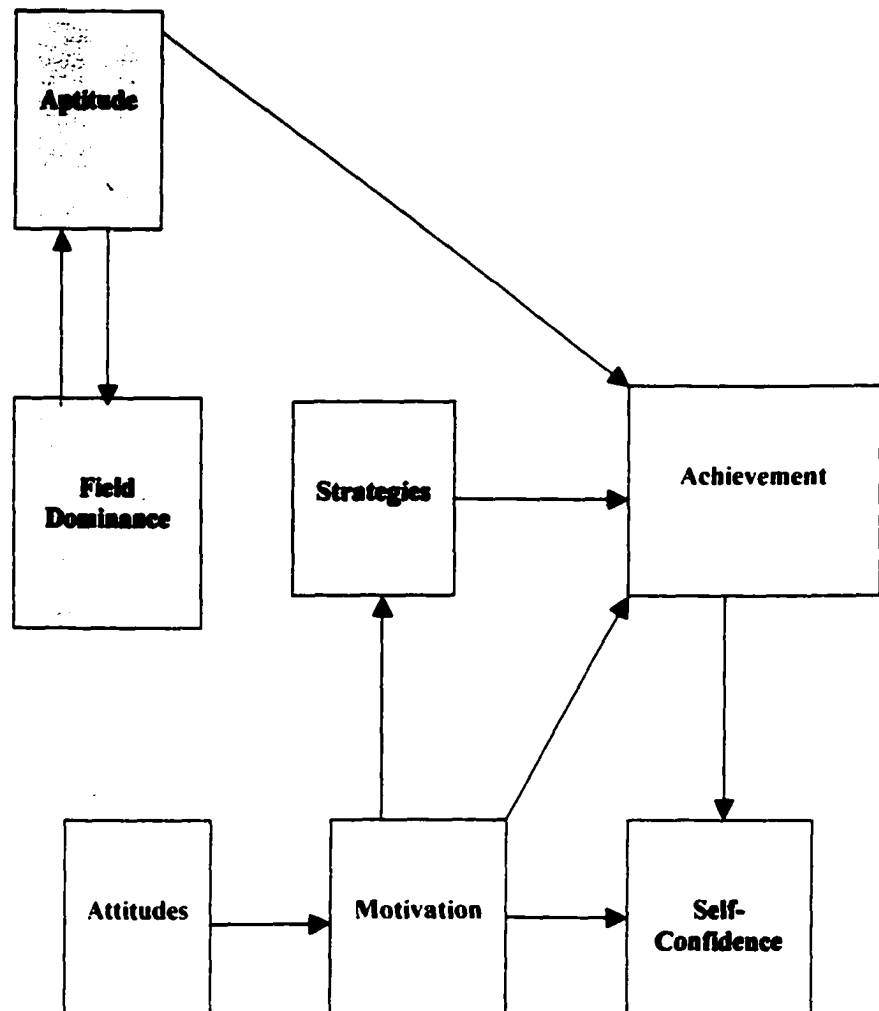 Aptitude
Field
Dominance
Strategies
Achievement
Attitudes
Motivation
Self-
Confidence